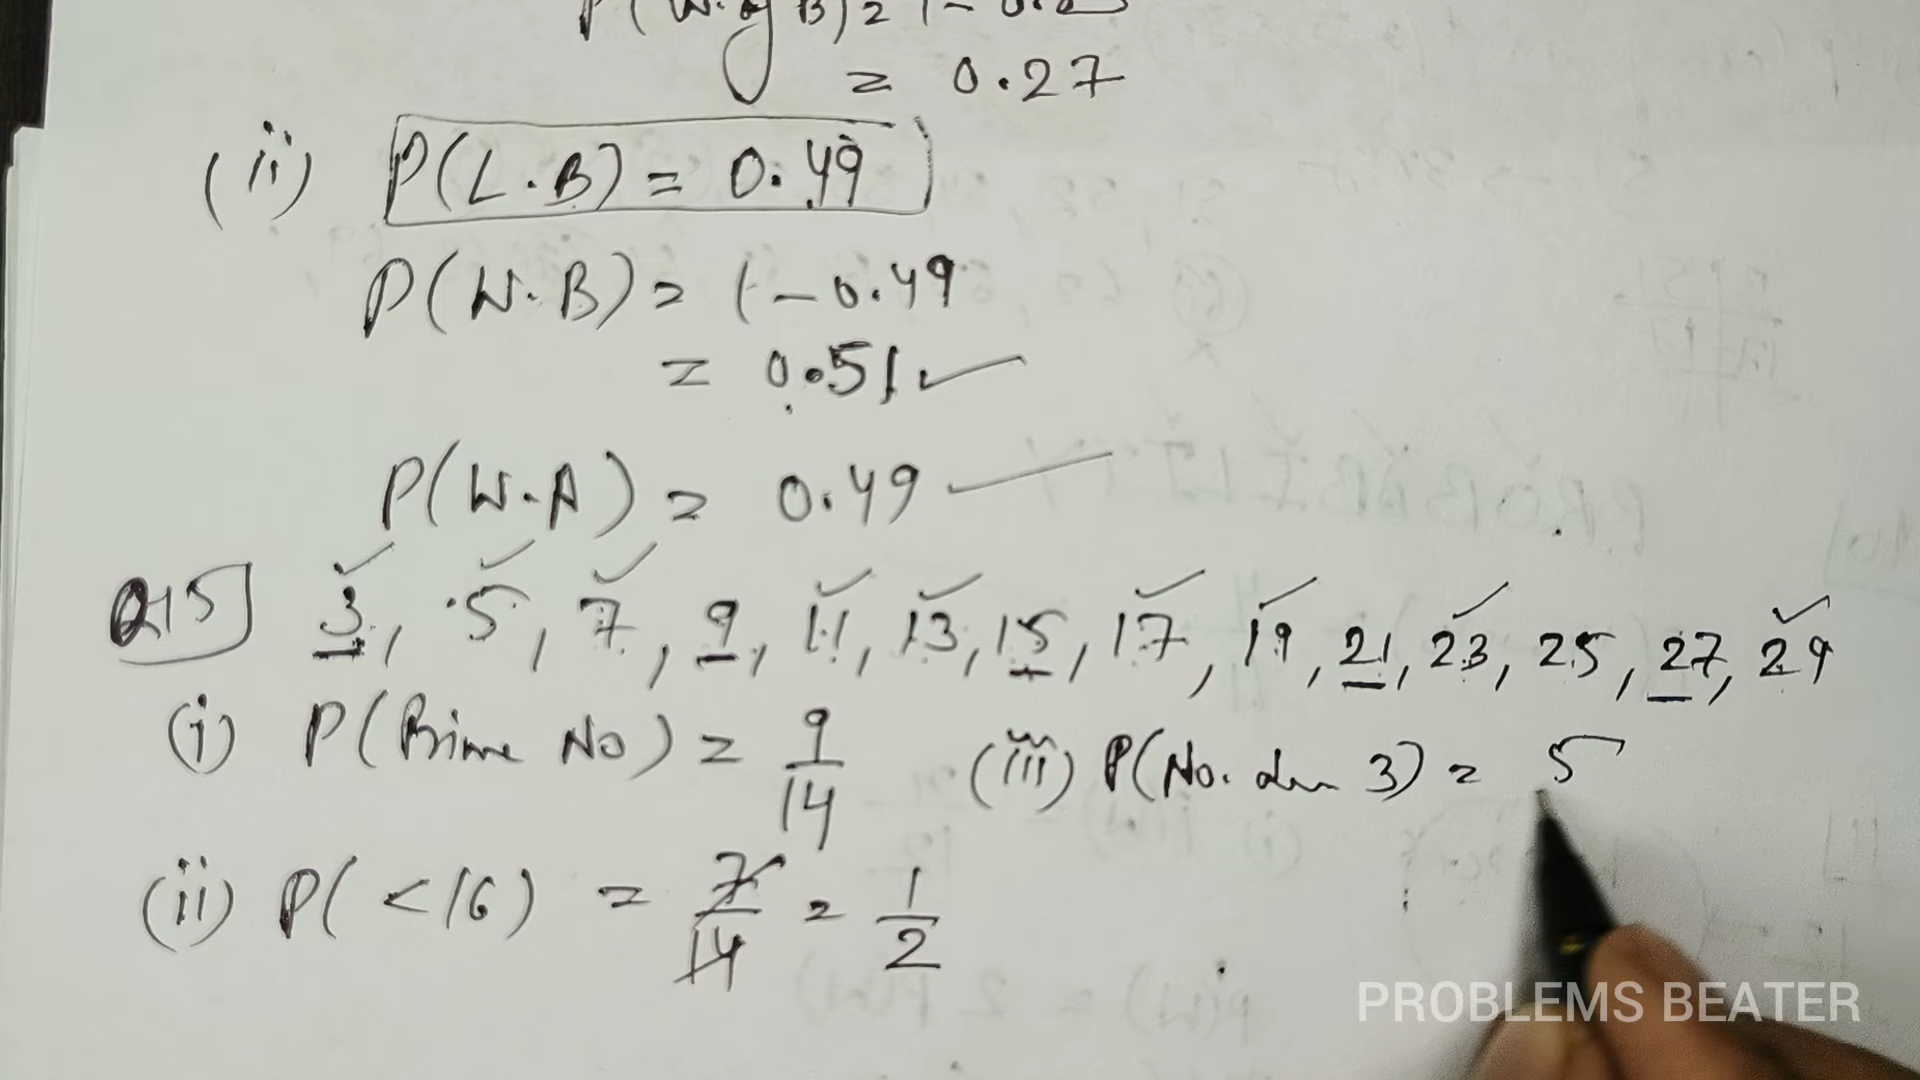 P(W. of B) = 1 -
= 0.27
(ii) P(L.B) = 0.49
P(W.B) = 1 - 0.49
= 0.51
P(W.A) = 0.49
Q15 3, 5, 7, 9, 11, 13, 15, 17, 19, 21, 23, 25, 27, 29
(i) P(Prime No) = 9/14
(iii) P(No. 3) = 5
(ii) P(<16) = 7/14 = 1/2
PROBLEMS BEATER